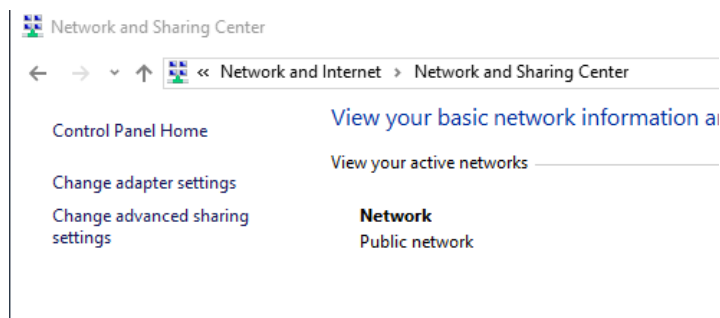 Network and Sharing Center
« Network and Internet > Network and Sharing Center
View your basic network information a
Control Panel Home
View your active networks
Change adapter settings
Change advanced sharing
settings
Network
Public network